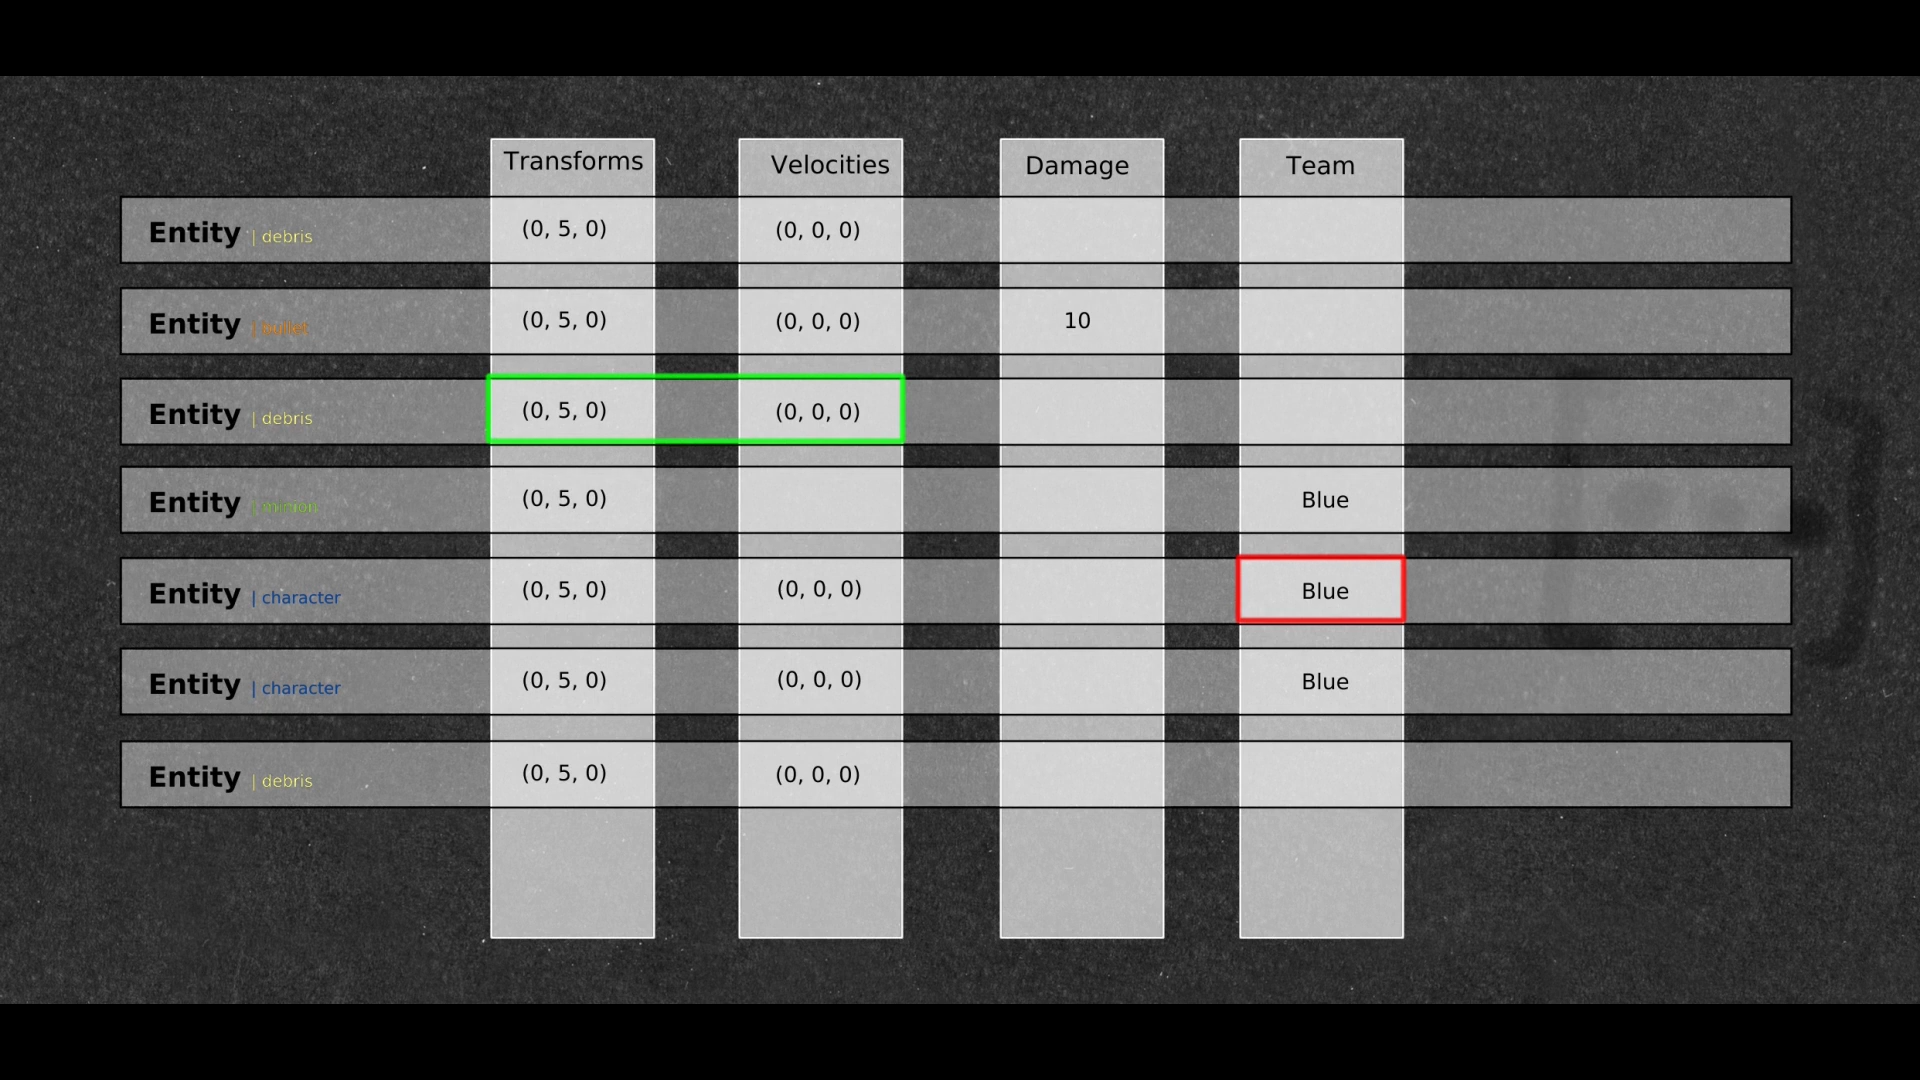 Transforms Velocities Damage Team
Entity | debris (0, 5, 0) (0, 0, 0)
Entity | bullet (0, 5, 0) (0, 0, 0) 10
Entity | debris (0, 5, 0) (0, 0, 0)
Entity | minion (0, 5, 0) Blue
Entity | character (0, 5, 0) (0, 0, 0) Blue
Entity | character (0, 5, 0) (0, 0, 0) Blue
Entity | debris (0, 5, 0) (0, 0, 0)